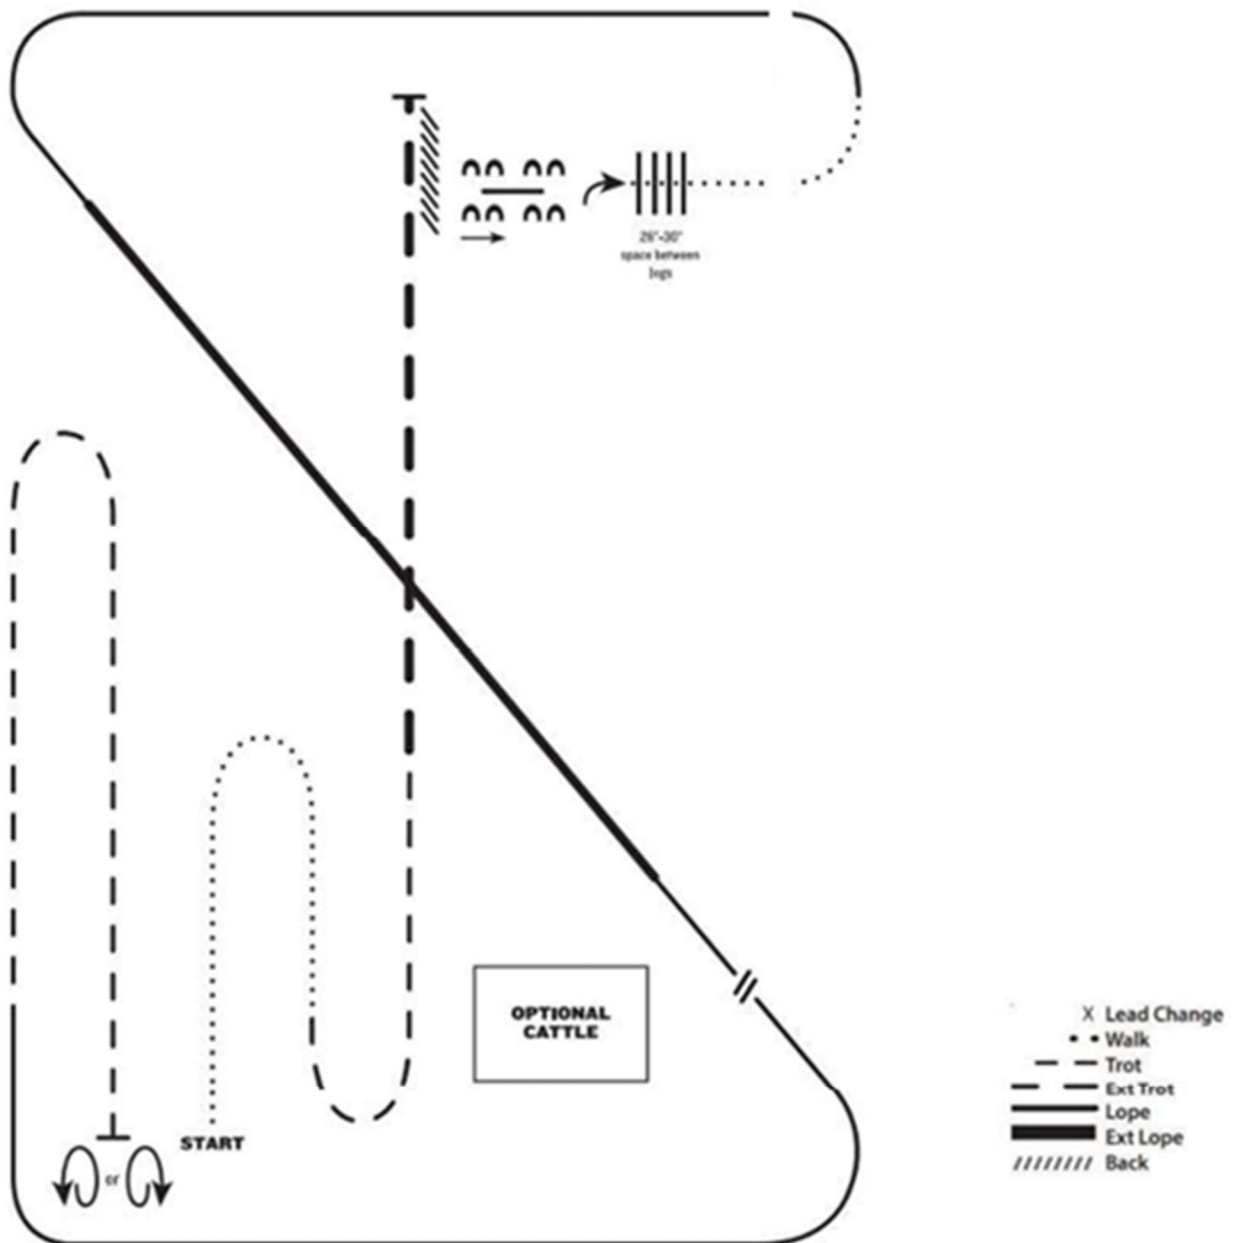 26"-30"
space between
logs
OPTIONAL
CATTLE
START
or
X Lead Change
Walk
Trot
Ext Trot
Lope
Ext Lope
Back